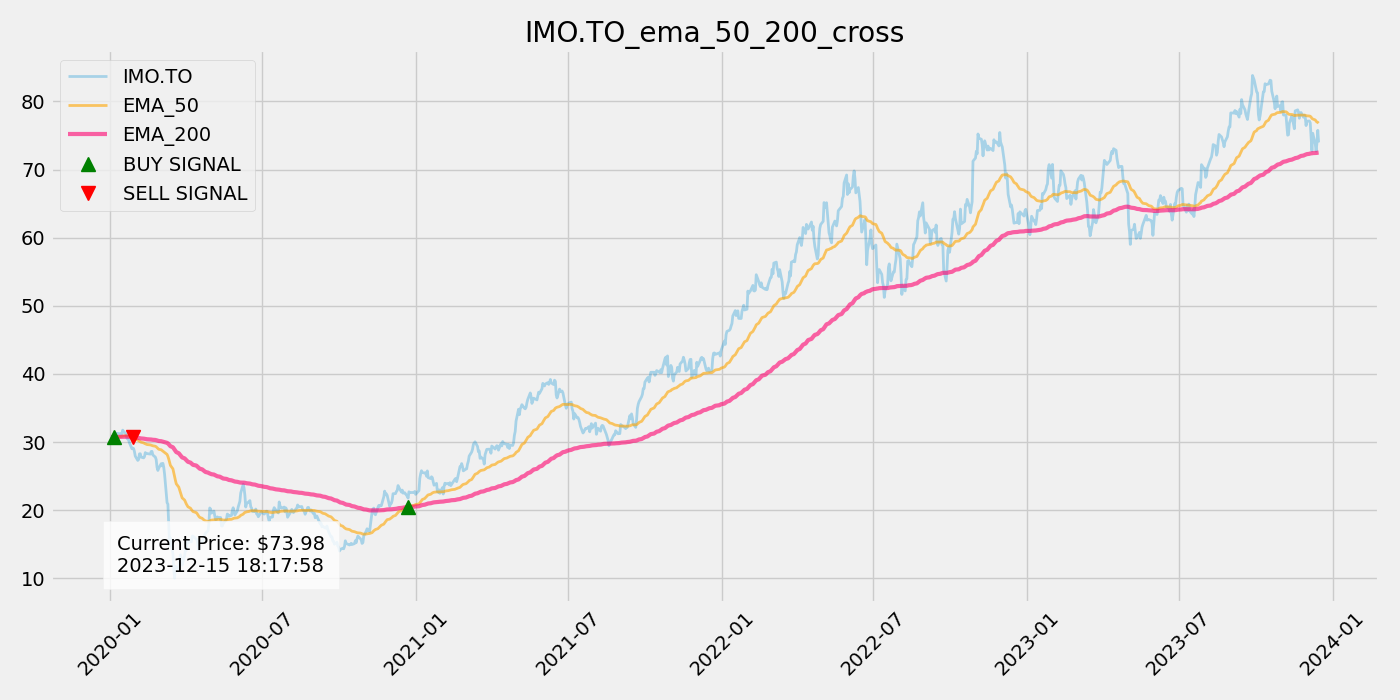 IMO.TO_ema_50_200_cross
IMO.TO
EMA_50
EMA_200
BUY SIGNAL
SELL SIGNAL
80
70
60
50
40
30
20
10
Current Price: $73.98
2023-12-15 18:17:58
2020-01
2020-07
2021-01
2021-07
2022-01
2022-07
2023-01
2023-07
2024-01